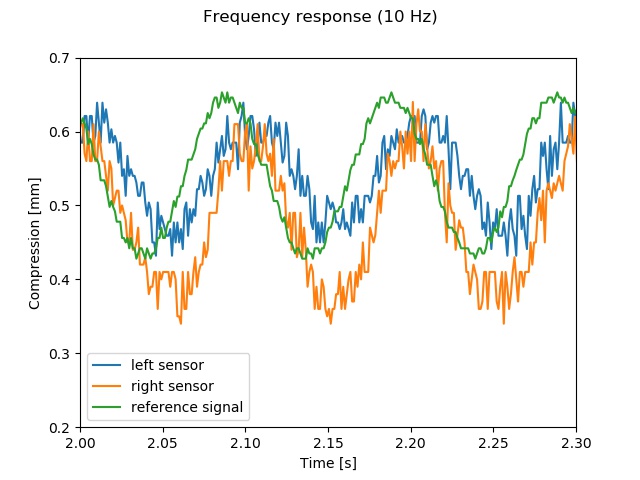 Frequency response (10 Hz)
Compression [mm]
0.7
0.6
0.5
0.4
0.3
0.2
left sensor
right sensor
reference signal
2.00 2.05 2.10 2.15 2.20 2.25 2.30
Time [s]